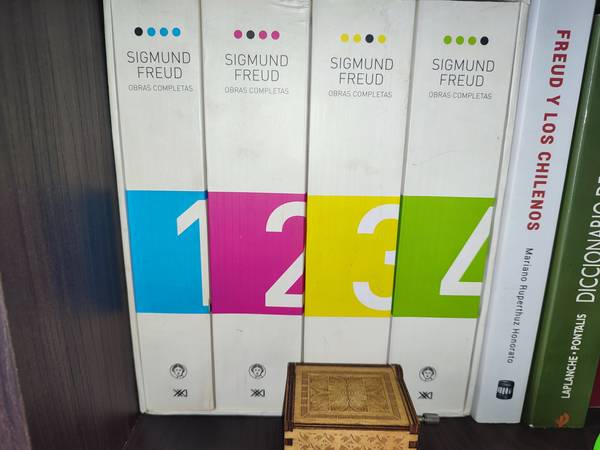 SIGMUND
FREUD
OBRAS COMPLETAS
1
SIGMUND
FREUD
OBRAS COMPLETAS
2
SIGMUND
FREUD
OBRAS COMPLETAS
3
SIGMUND
FREUD
OBRAS COMPLETAS
4
FREUD Y LOS CHILENOS
Mariano Ruperthuz Honorato
LAPLANCHE • PONTALIS
DICCIONARIO DE